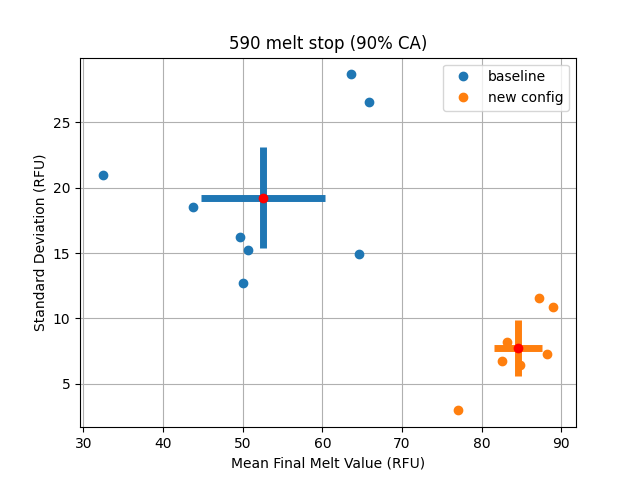 590 melt stop (90% CA)
baseline
new config
Standard Deviation (RFU)
25
20
15
10
5
30 40 50 60 70 80 90
Mean Final Melt Value (RFU)